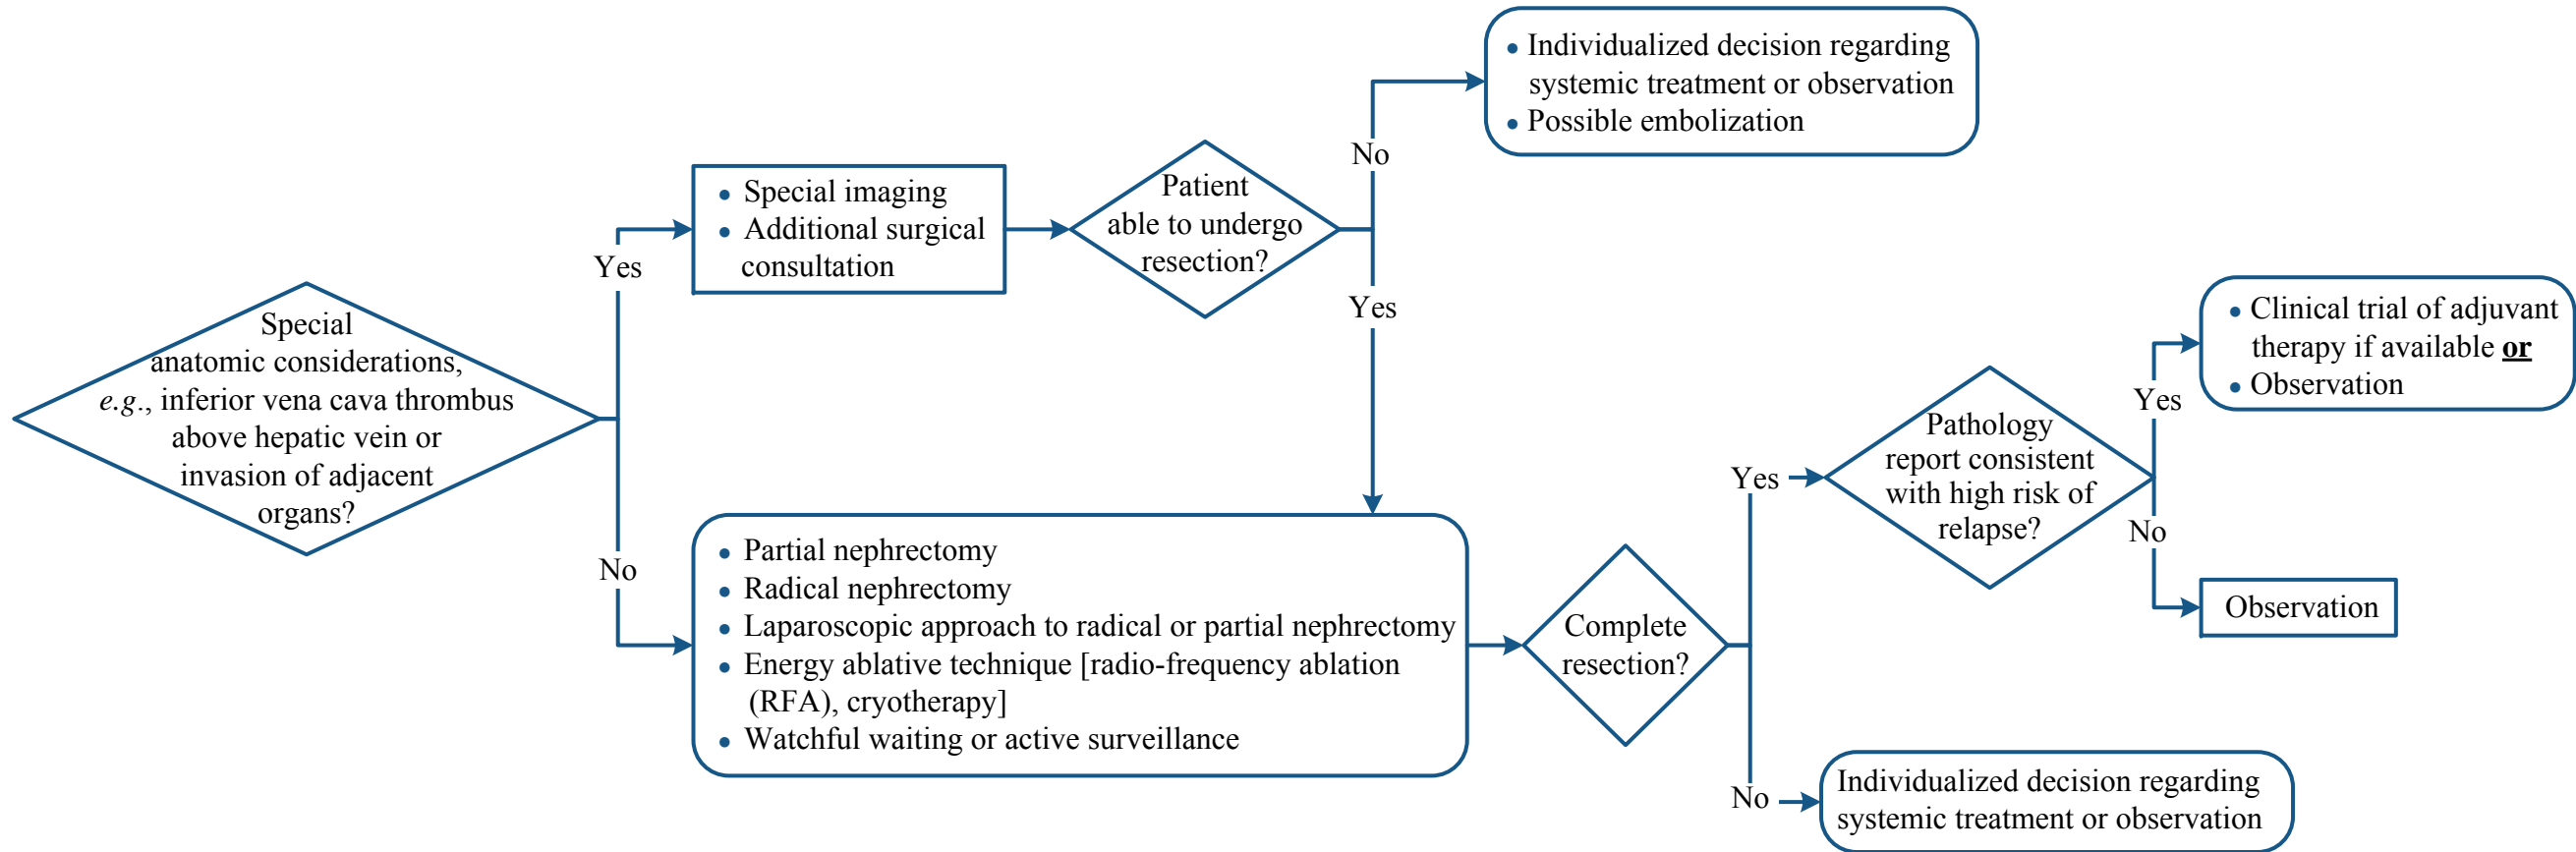 Special
anatomic considerations,
e.g., inferior vena cava thrombus
above hepatic vein or
invasion of adjacent
organs?
Yes
No
• Special imaging
• Additional surgical
consultation
Patient
able to undergo
resection?
No
Yes
• Individualized decision regarding
systemic treatment or observation
• Possible embolization
• Partial nephrectomy
• Radical nephrectomy
• Laparoscopic approach to radical or partial nephrectomy
• Energy ablative technique [radio-frequency ablation
(RFA), cryotherapy]
• Watchful waiting or active surveillance
Complete
resection?
Yes
No
Pathology
report consistent
with high risk of
relapse?
Yes
No
• Clinical trial of adjuvant
therapy if available or
• Observation
Observation
Individualized decision regarding
systemic treatment or observation